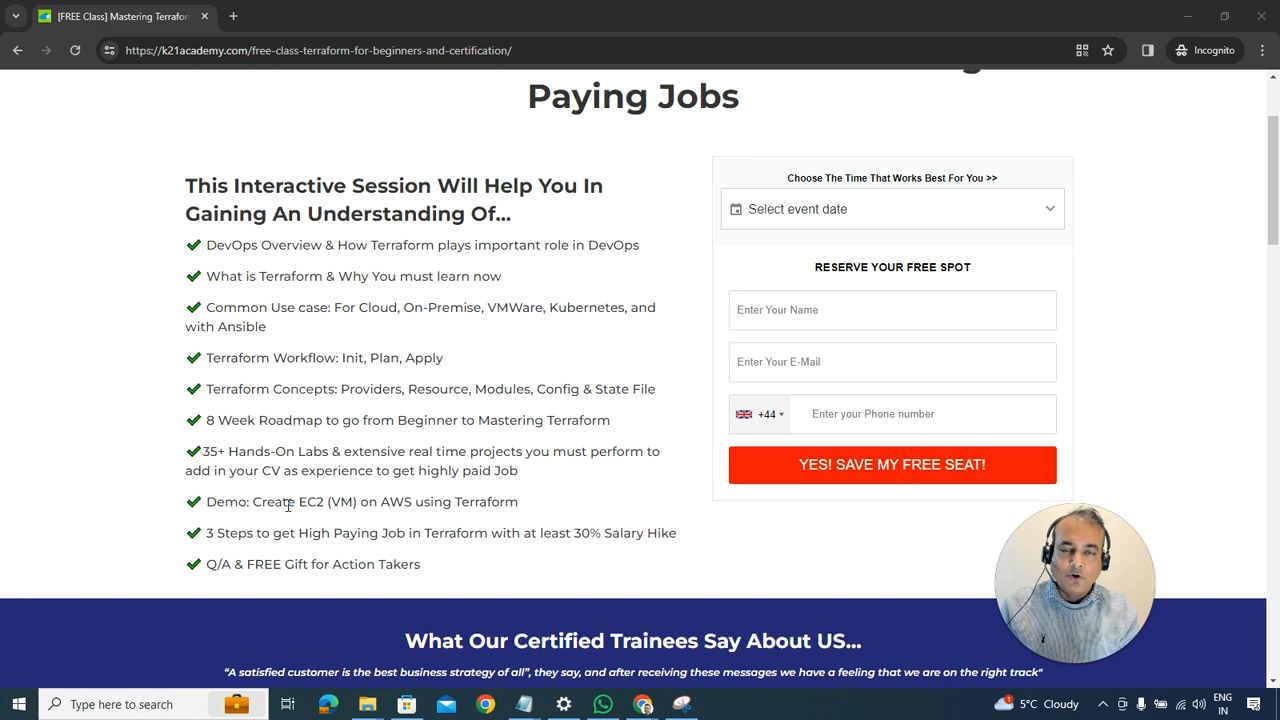 [FREE Class] Mastering Terrafor
https://k21academy.com/free-class-terraform-for-beginners-and-certification/
Incognito
Paying Jobs
This Interactive Session Will Help You In
Gaining An Understanding Of...
DevOps Overview & How Terraform plays important role in DevOps
What is Terraform & Why You must learn now
Common Use case: For Cloud, On-Premise, VMWare, Kubernetes, and
with Ansible
Terraform Workflow: Init, Plan, Apply
Terraform Concepts: Providers, Resource, Modules, Config & State File
8 Week Roadmap to go from Beginner to Mastering Terraform
35+ Hands-On Labs & extensive real time projects you must perform to
add in your CV as experience to get highly paid Job
Demo: Create EC2 (VM) on AWS using Terraform
3 Steps to get High Paying Job in Terraform with at least 30% Salary Hike
Q/A & FREE Gift for Action Takers
Choose The Time That Works Best For You >>
Select event date
RESERVE YOUR FREE SPOT
Enter Your Name
Enter Your E-Mail
+44
Enter your Phone number
YES! SAVE MY FREE SEAT!
What Our Certified Trainees Say About US...
"A satisfied customer is the best business strategy of all", they say, and after receiving these messages we have a feeling that we are on the right track"
Type here to search
1
5°C Cloudy
ENG
IN